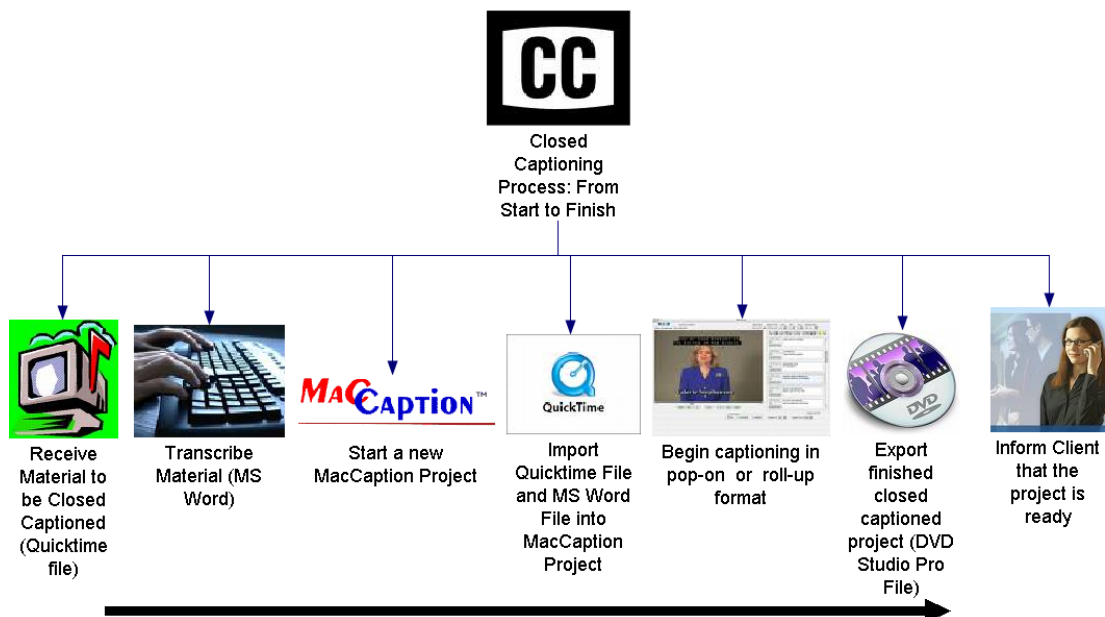 CC
Closed
Captioning
Process: From
Start to Finish
Receive
Material to
be Closed
Captioned
(Quicktime
file)
Transcribe
Material (MS
Word)
MacCaption™
Start a new
MacCaption Project
QuickTime
Import
Quicktime File
and MS Word
File into
MacCaption
Project
Begin captioning in
pop-on or roll-up
format
DVD
Export
finished
closed
captioned
project (DVD
Studio Pro
File)
Inform Client
that the
project is
ready